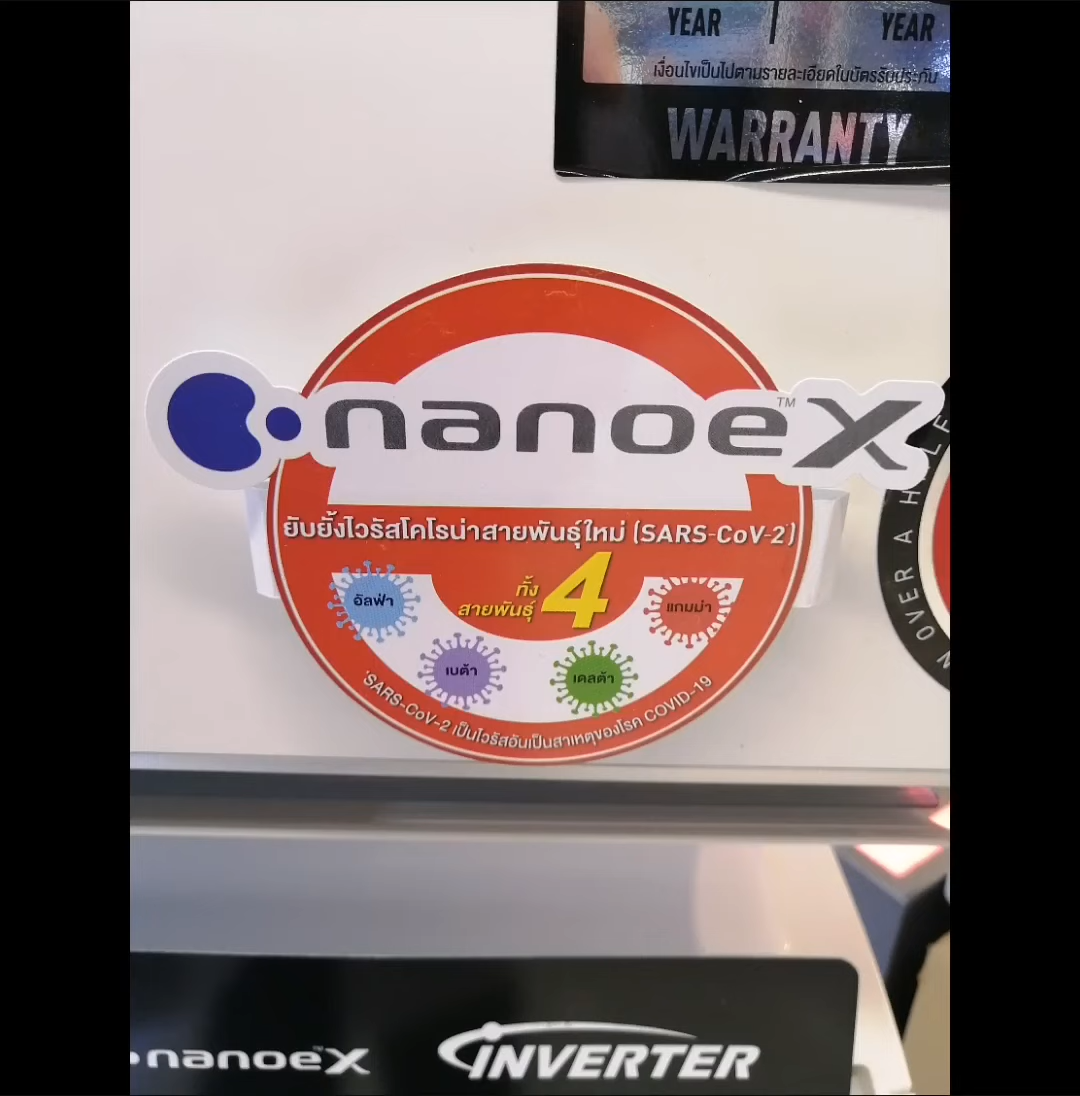 YEAR YEAR
เงื่อนไขเป็นไปตามรายละเอียดในบัตรรับประกัน
WARRANTY
nanoeX™
ยับยั้งไวรัสโคโรน่าสายพันธุ์ใหม่ (SARS-CoV-2*)
ทั้ง
สายพันธุ์ 4
อัลฟ่า
แกมม่า
เบต้า
เดลต้า
*SARS-CoV-2 เป็นไวรัสอันเป็นสาเหตุของโรค COVID-19
OVER A HALF
nanoe™X
INVERTER